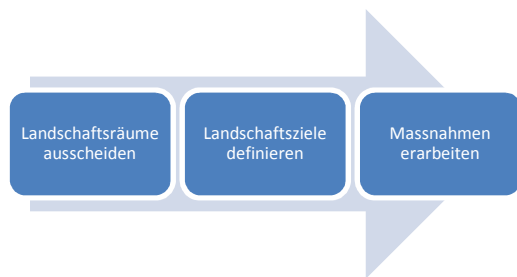 Landschaftsräume
ausscheiden
Landschaftsziele
definieren
Massnahmen
erarbeiten